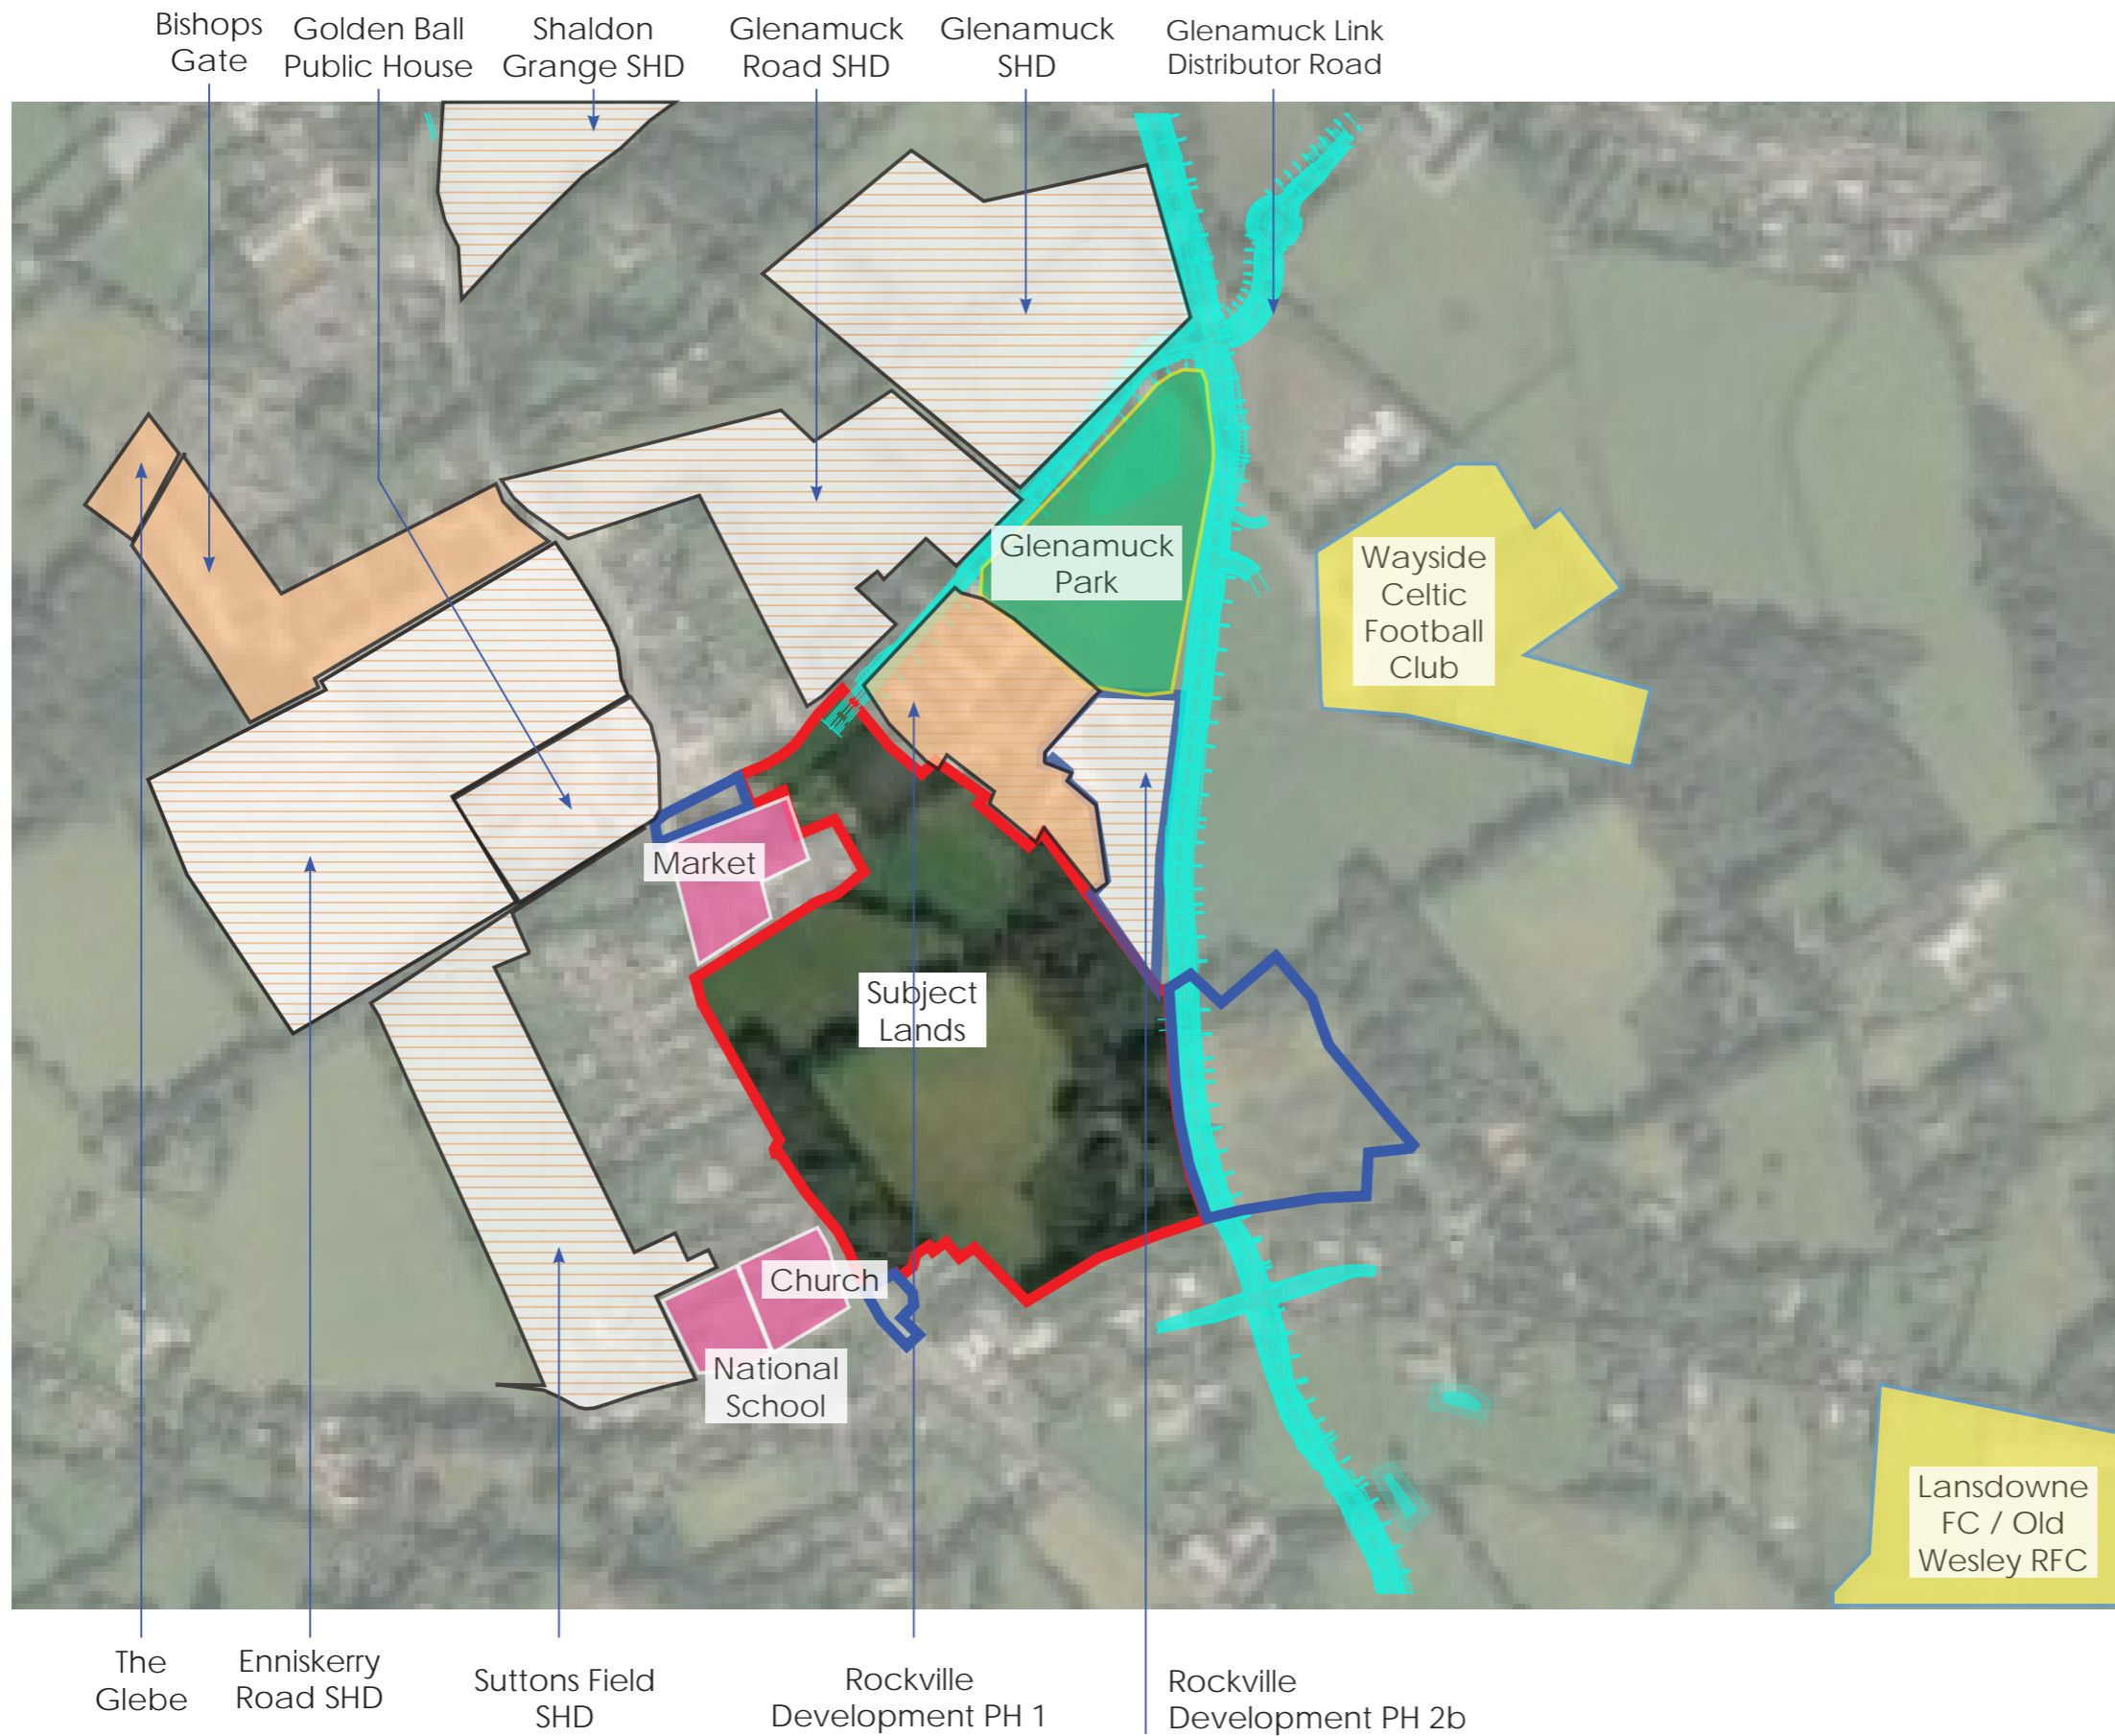 Bishops
Gate
Golden Ball
Public House
Shaldon
Grange SHD
Glenamuck
Road SHD
Glenamuck
SHD
Glenamuck Link
Distributor Road
Glenamuck
Park
Wayside
Celtic
Football
Club
Market
Subject
Lands
Church
National
School
Lansdowne
FC / Old
Wesley RFC
The
Glebe
Enniskerry
Road SHD
Suttons Field
SHD
Rockville
Development PH 1
Rockville
Development PH 2b